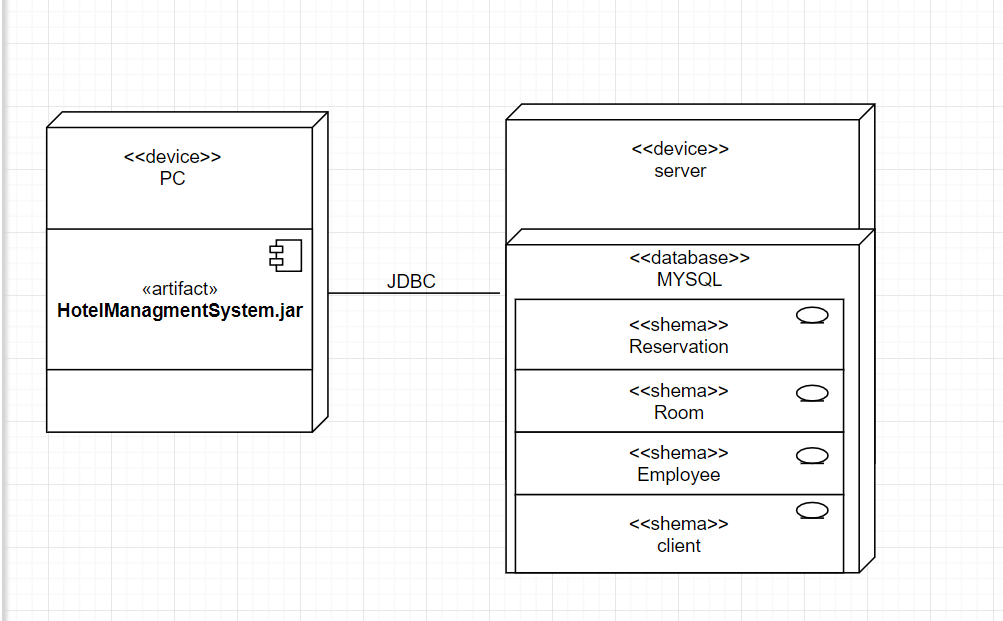 <<device>>
PC
«artifact»
HotelManagmentSystem.jar
JDBC
<<device>>
server
<<database>>
MYSQL
<<shema>>
Reservation
<<shema>>
Room
<<shema>>
Employee
<<shema>>
client